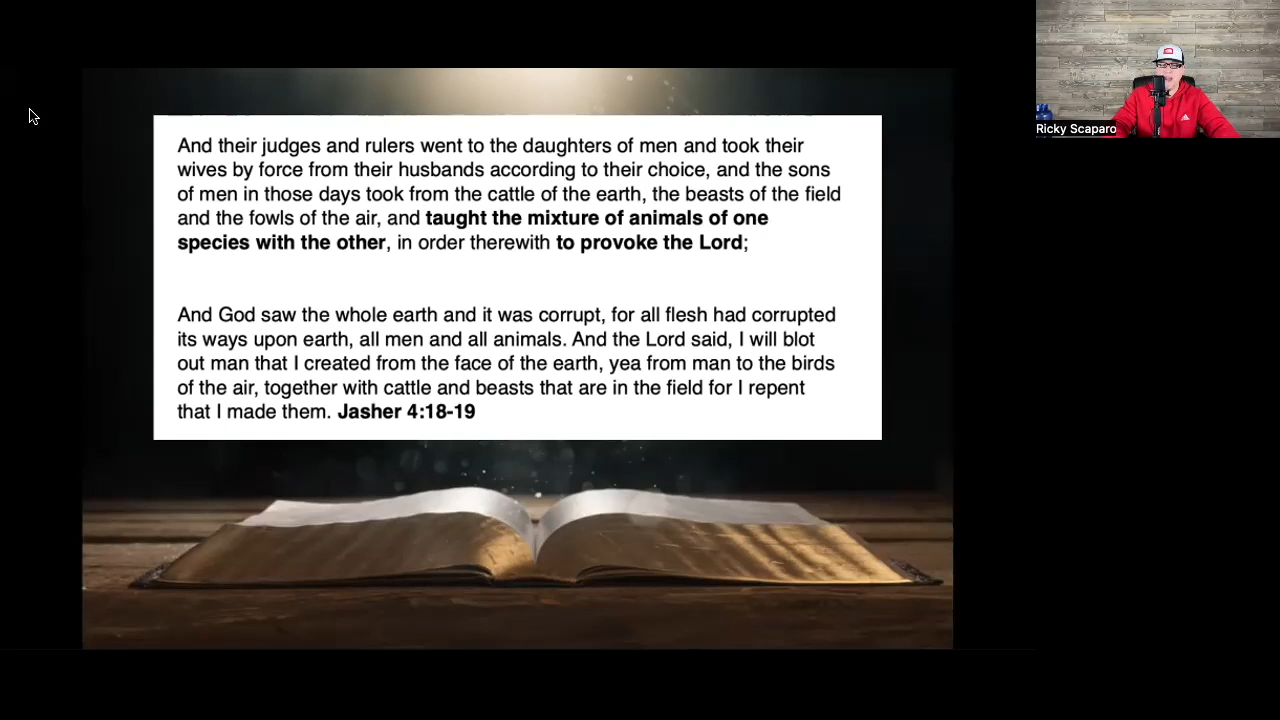 And their judges and rulers went to the daughters of men and took their
wives by force from their husbands according to their choice, and the sons
of men in those days took from the cattle of the earth, the beasts of the field
and the fowls of the air, and taught the mixture of animals of one
species with the other, in order therewith to provoke the Lord;
And God saw the whole earth and it was corrupt, for all flesh had corrupted
its ways upon earth, all men and all animals. And the Lord said, I will blot
out man that I created from the face of the earth, yea from man to the birds
of the air, together with cattle and beasts that are in the field for I repent
that I made them. Jasher 4:18-19
Ricky Scaparo